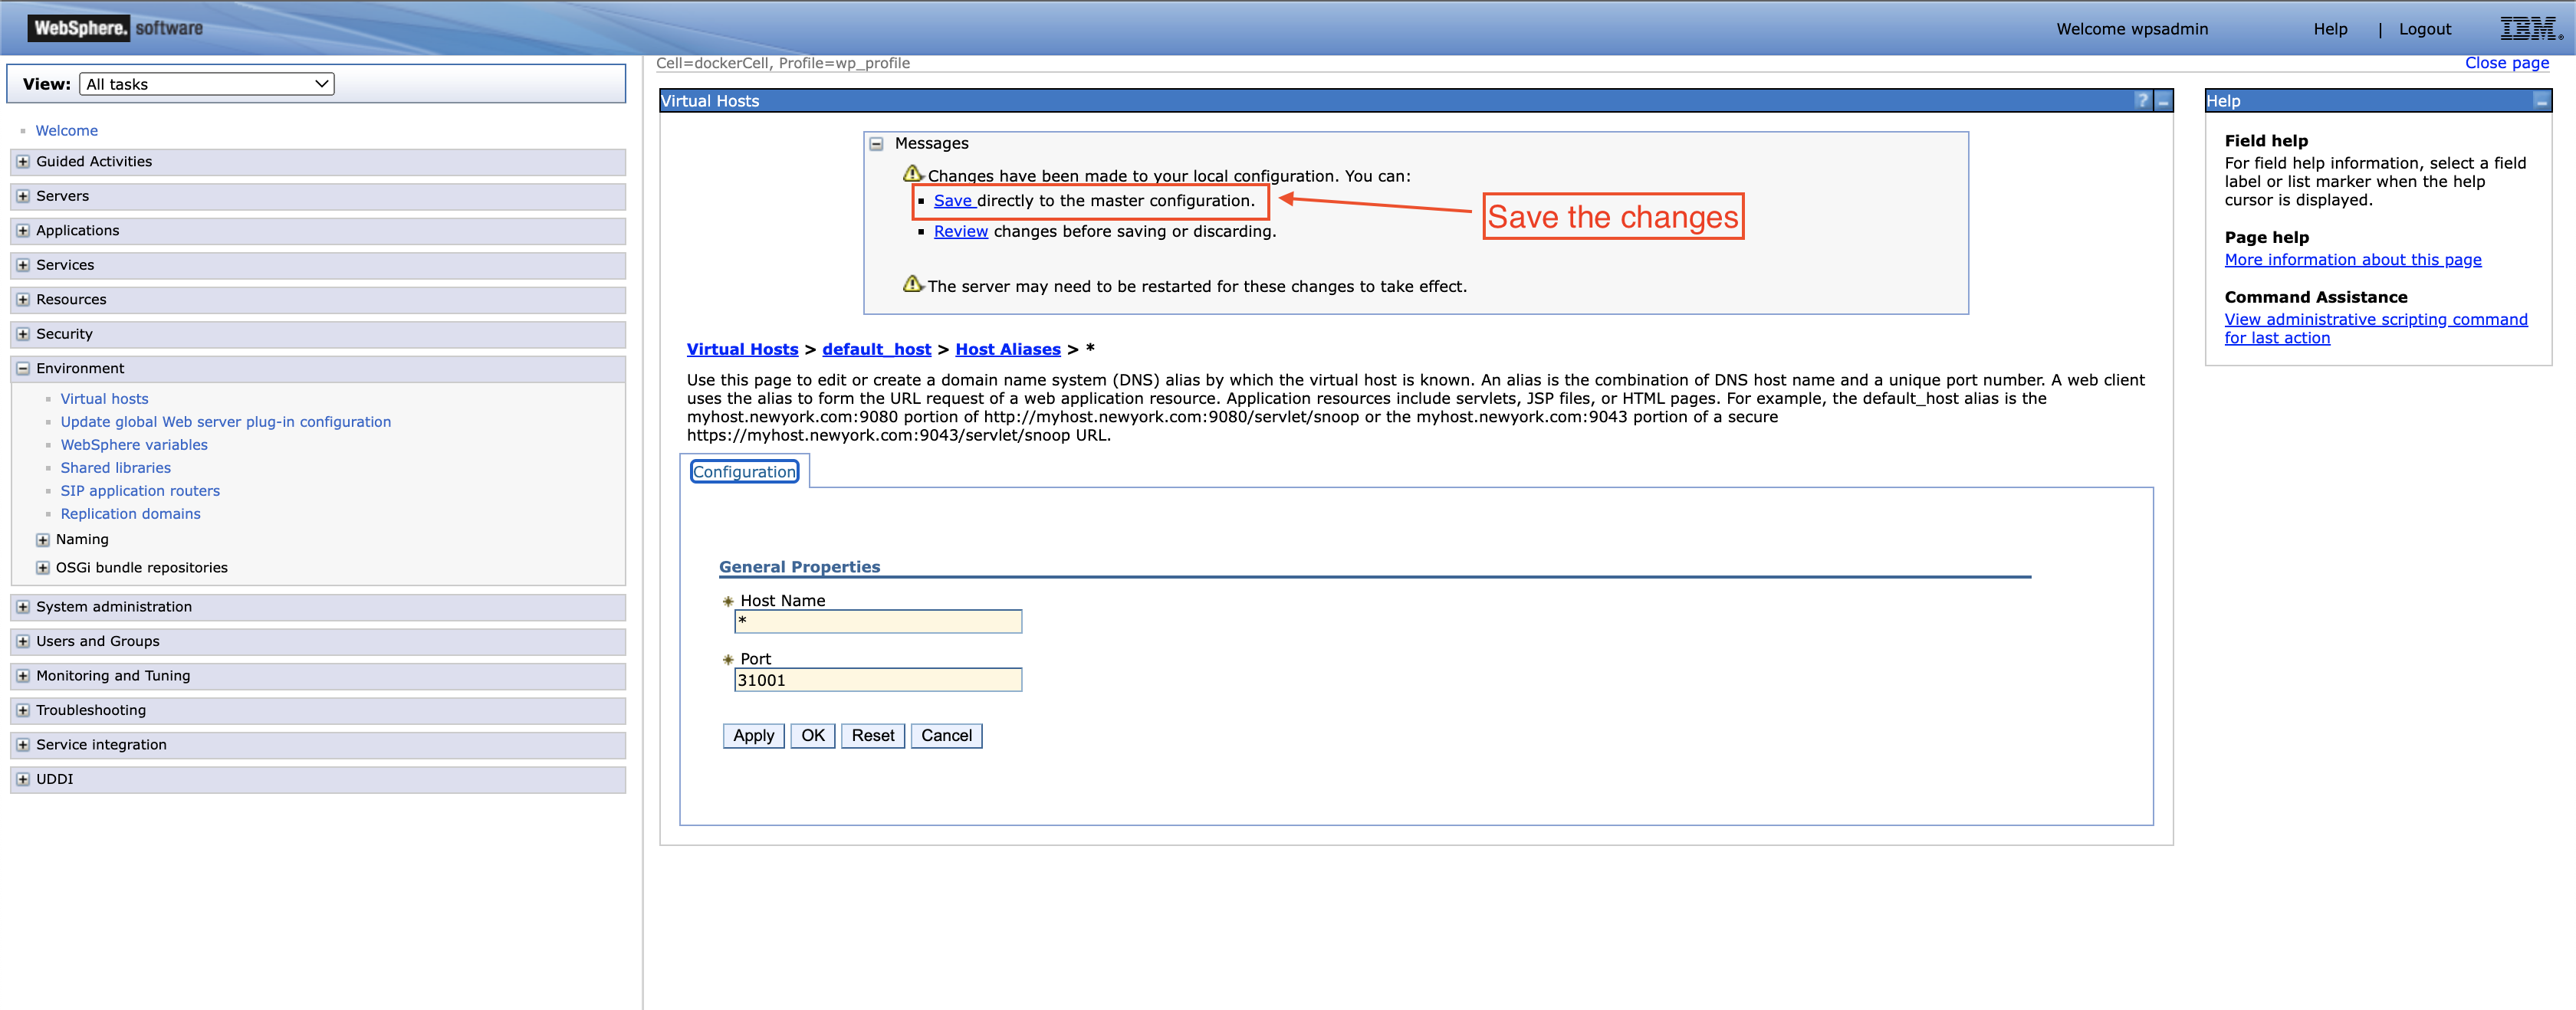 WebSphere. software
Welcome wpsadmin
Help | Logout
IBM®
View: All tasks
Welcome
Guided Activities
Servers
Applications
Services
Resources
Security
Environment
Virtual hosts
Update global Web server plug-in configuration
WebSphere variables
Shared libraries
SIP application routers
Replication domains
Naming
OSGi bundle repositories
System administration
Users and Groups
Monitoring and Tuning
Troubleshooting
Service integration
UDDI
Cell=dockerCell, Profile=wp_profile
Close page
Virtual Hosts
?
Messages
Changes have been made to your local configuration. You can:
Save directly to the master configuration.
Save the changes
Review changes before saving or discarding.
The server may need to be restarted for these changes to take effect.
Virtual Hosts > default_host > Host Aliases > *
Use this page to edit or create a domain name system (DNS) alias by which the virtual host is known. An alias is the combination of DNS host name and a unique port number. A web client
uses the alias to form the URL request of a web application resource. Application resources include servlets, JSP files, or HTML pages. For example, the default_host alias is the
myhost.newyork.com:9080 portion of http://myhost.newyork.com:9080/servlet/snoop or the myhost.newyork.com:9043 portion of a secure
https://myhost.newyork.com:9043/servlet/snoop URL.
Configuration
General Properties
Host Name
*
Port
31001
Apply OK Reset Cancel
Help
Field help
For field help information, select a field
label or list marker when the help
cursor is displayed.
Page help
More information about this page
Command Assistance
View administrative scripting command
for last action